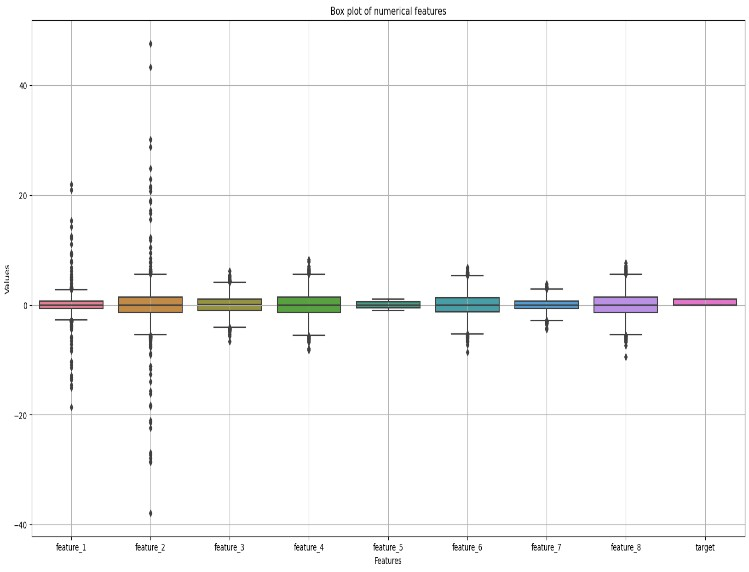 Box plot of numerical features
40
20
0
−20
−40
Values
feature_1 feature_2 feature_3 feature_4 feature_5 feature_6 feature_7 feature_8 target
Features